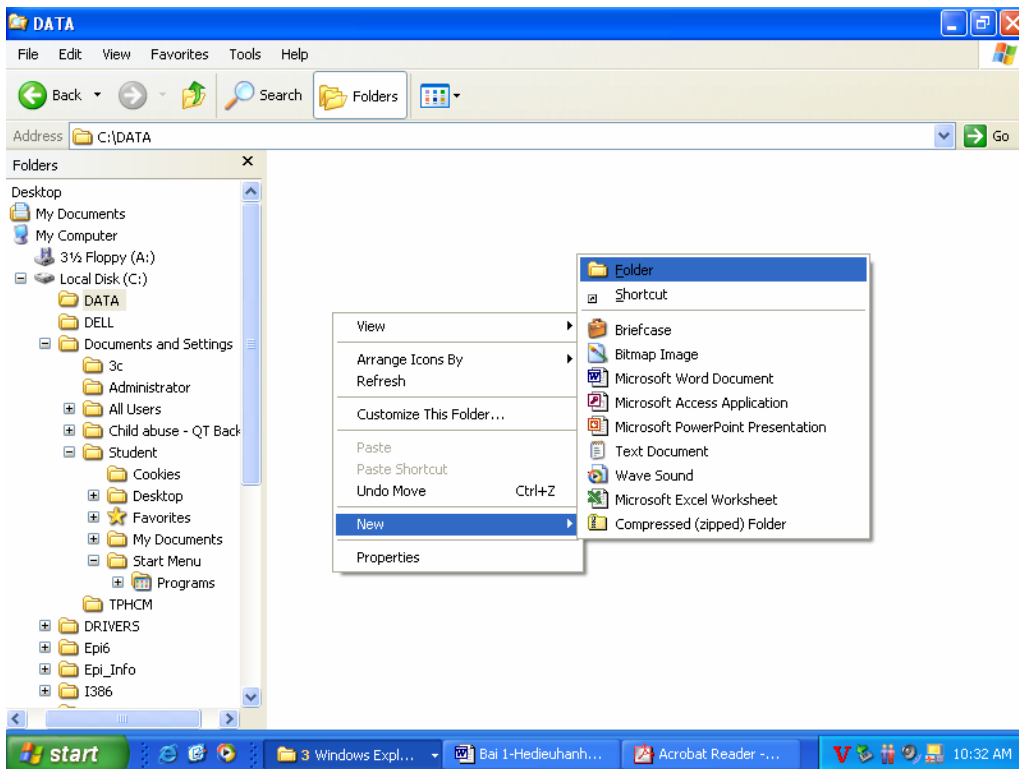 DATA
File Edit View Favorites Tools Help
Back Search Folders
Address C:\DATA Go
Folders
Desktop
My Documents
My Computer
3½ Floppy (A:)
Local Disk (C:)
DATA
DELL
Documents and Settings
3c
Administrator
All Users
Child abuse - QT Back
Student
Cookies
Desktop
Favorites
My Documents
Start Menu
Programs
TPHCM
DRIVERS
Epi6
Epi_Info
I386
View
Arrange Icons By
Refresh
Customize This Folder...
Paste
Paste Shortcut
Undo Move Ctrl+Z
New
Properties
Folder
Shortcut
Briefcase
Bitmap Image
Microsoft Word Document
Microsoft Access Application
Microsoft PowerPoint Presentation
Text Document
Wave Sound
Microsoft Excel Worksheet
Compressed (zipped) Folder
start 3 Windows Expl... Bai 1-Hedieuhanh... Acrobat Reader -... V 10:32 AM